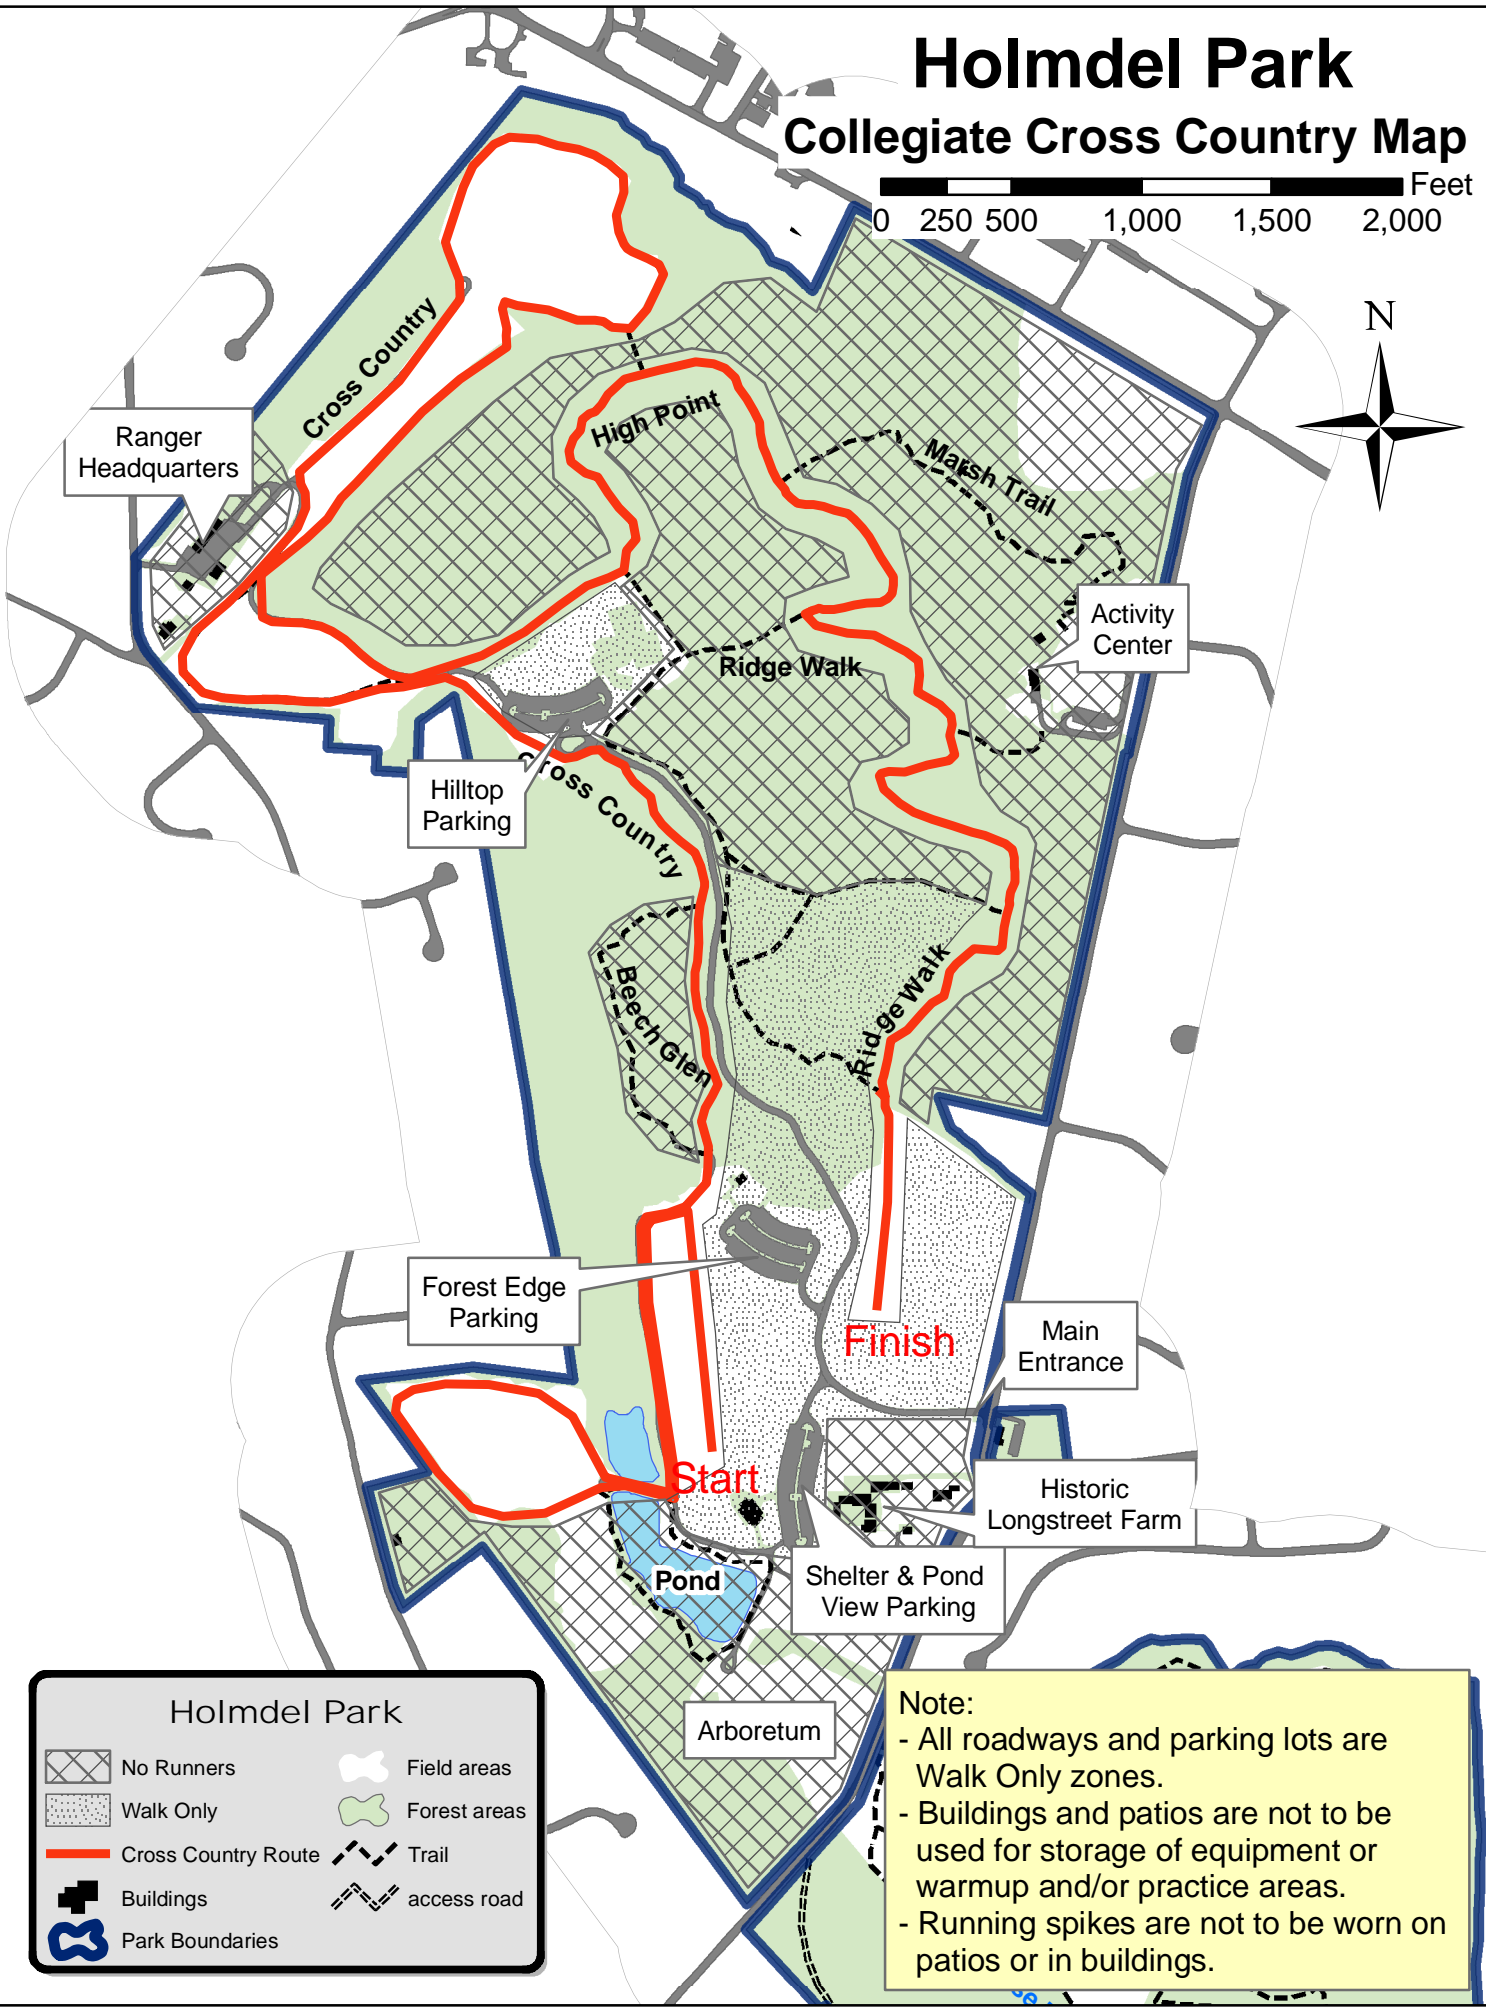 Holmdel Park
Collegiate Cross Country Map
Feet
0 250 500 1,000 1,500 2,000
N
Cross Country
Ranger
Headquarters
High Point
Marsh Trail
Activity
Center
Ridge Walk
Hilltop
Parking
Cross Country
Beech Glen
Ridge Walk
Forest Edge
Parking
Finish
Main
Entrance
Start
Historic
Longstreet Farm
Pond
Shelter & Pond
View Parking
Arboretum
Holmdel Park
No Runners
Field areas
Walk Only
Forest areas
Cross Country Route
Trail
Buildings
access road
Park Boundaries
Note:
- All roadways and parking lots are
Walk Only zones.
- Buildings and patios are not to be
used for storage of equipment or
warmup and/or practice areas.
- Running spikes are not to be worn on
patios or in buildings.